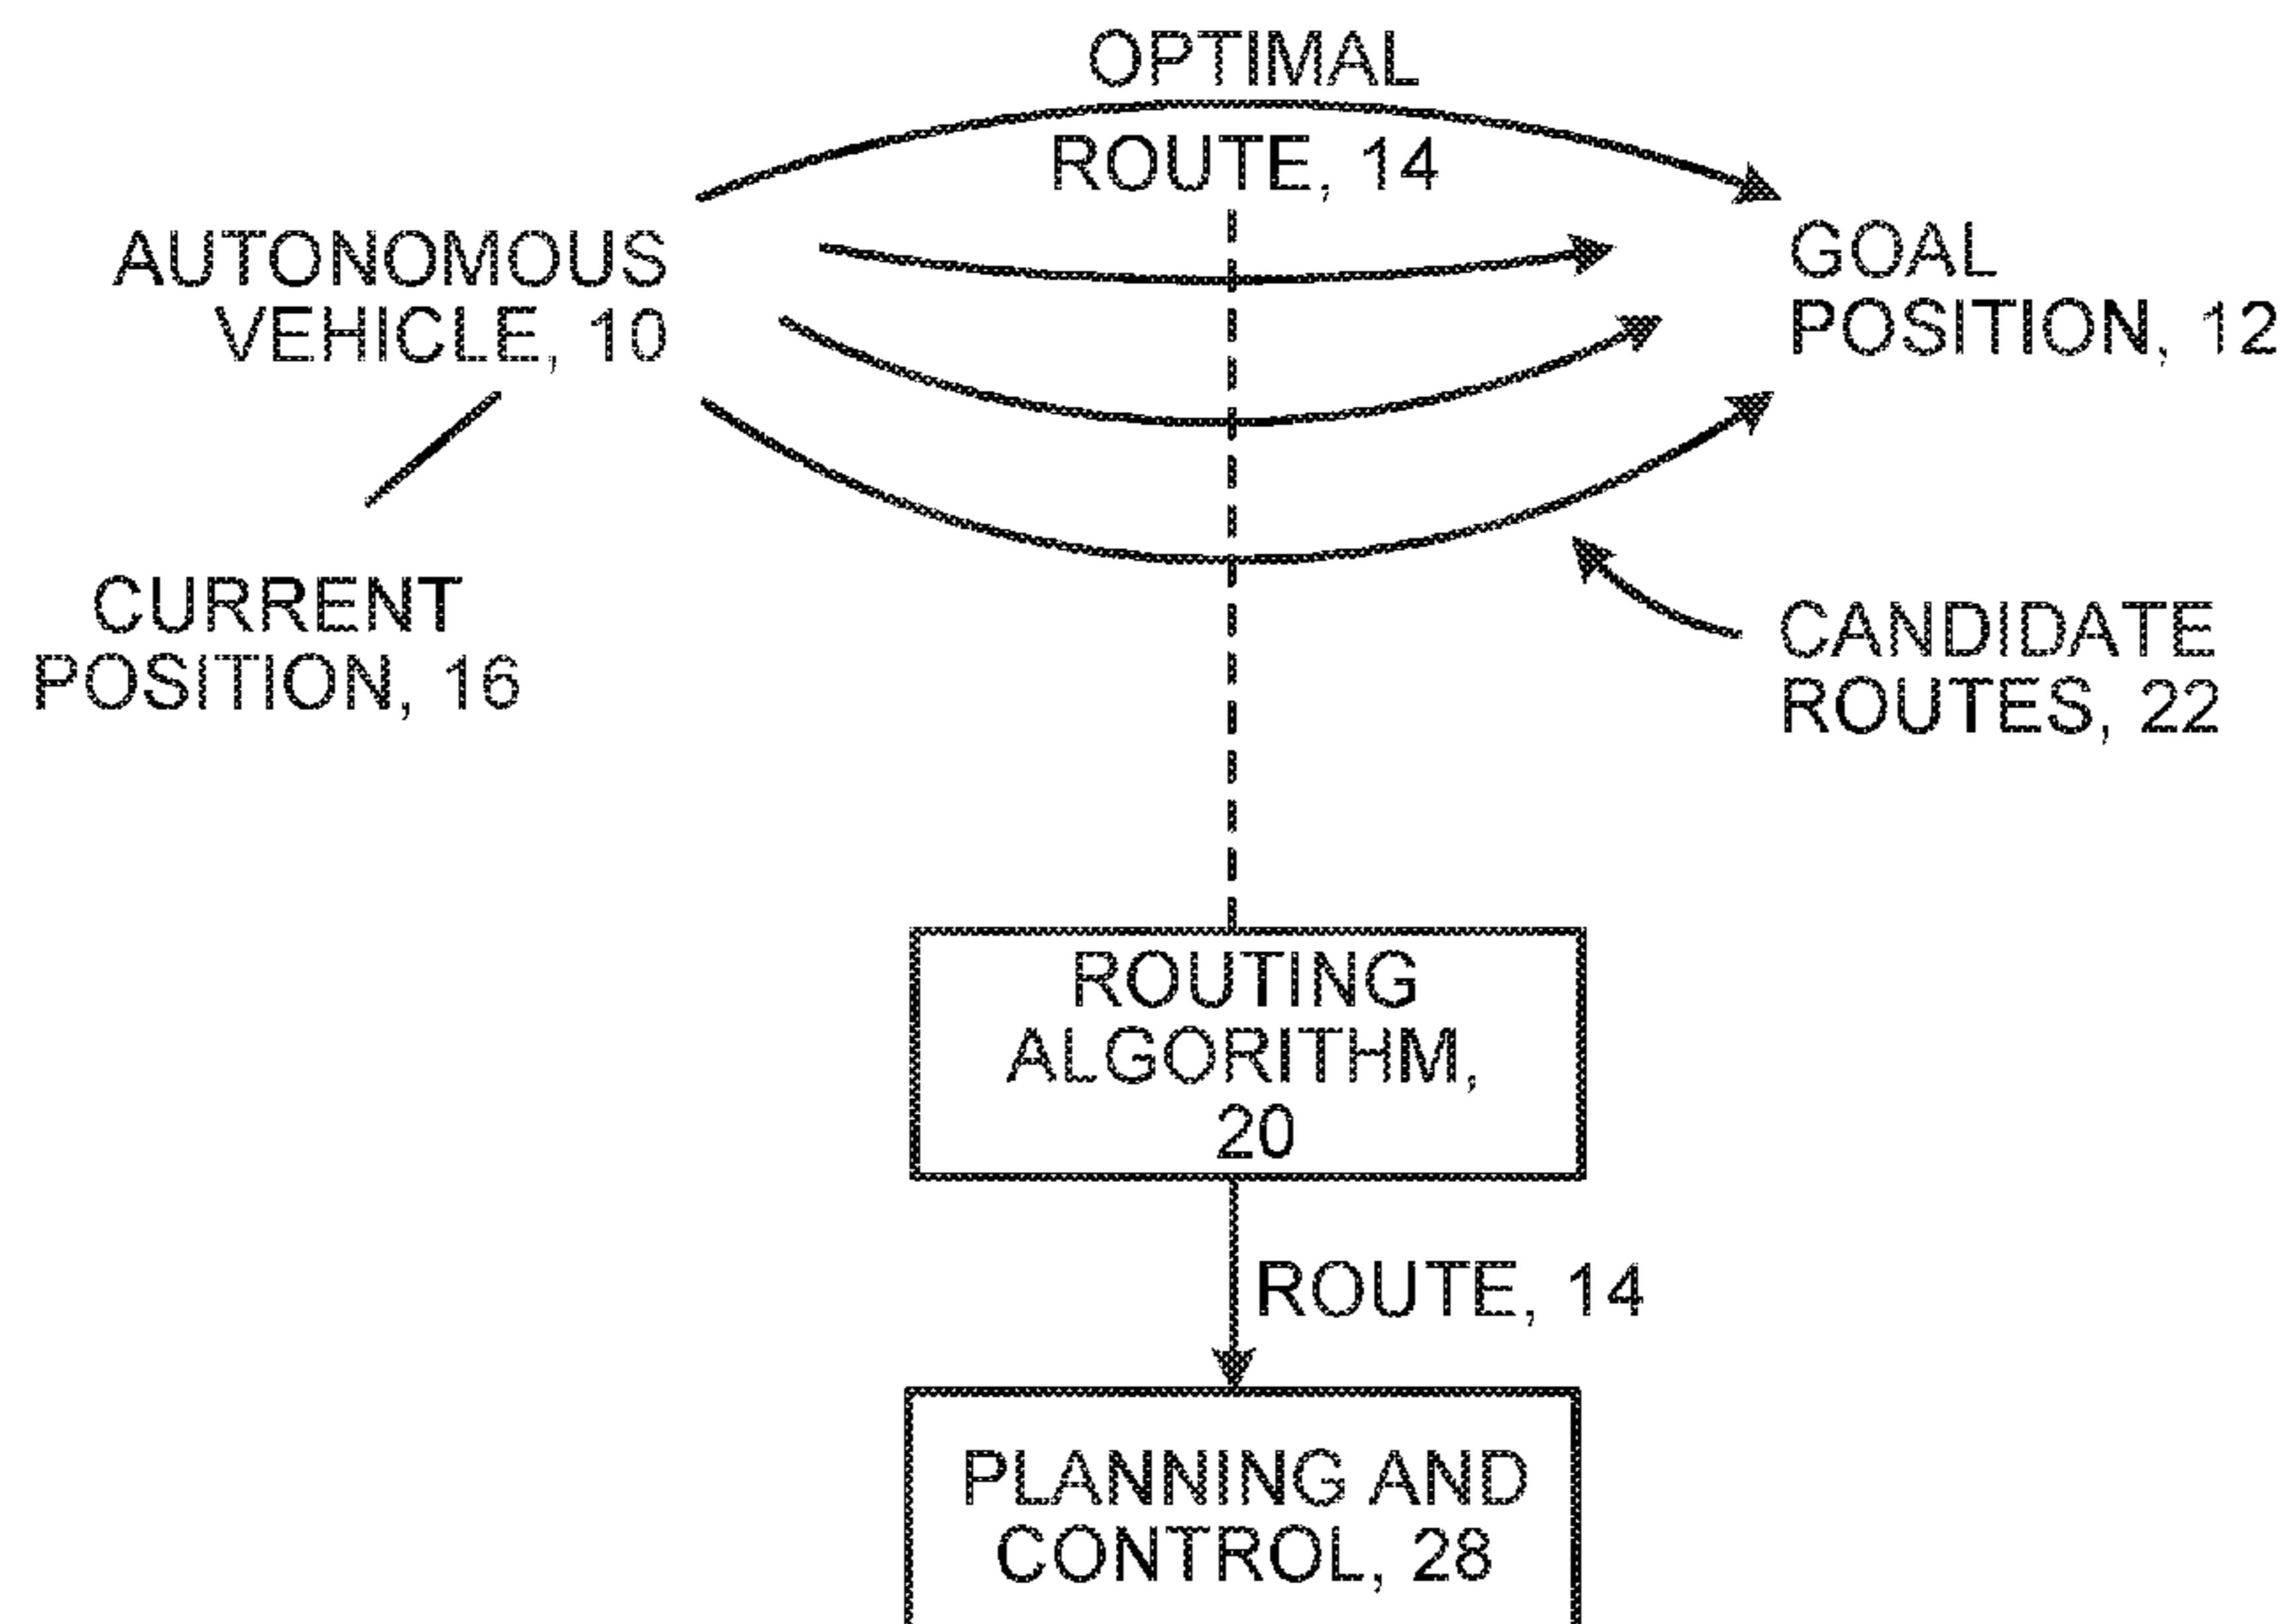 OPTIMAL
ROUTE, 14
AUTONOMOUS
VEHICLE, 10
GOAL
POSITION, 12
CURRENT
POSITION, 16
CANDIDATE
ROUTES, 22
ROUTING
ALGORITHM,
20
ROUTE, 14
PLANNING AND
CONTROL, 28